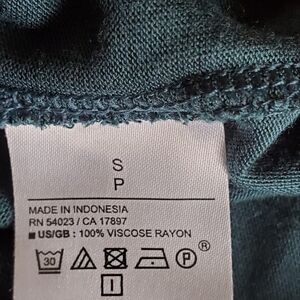 S
P
MADE IN INDONESIA
RN 54023 / CA 17897
US/GB : 100% VISCOSE RAYON
®
30
P
I